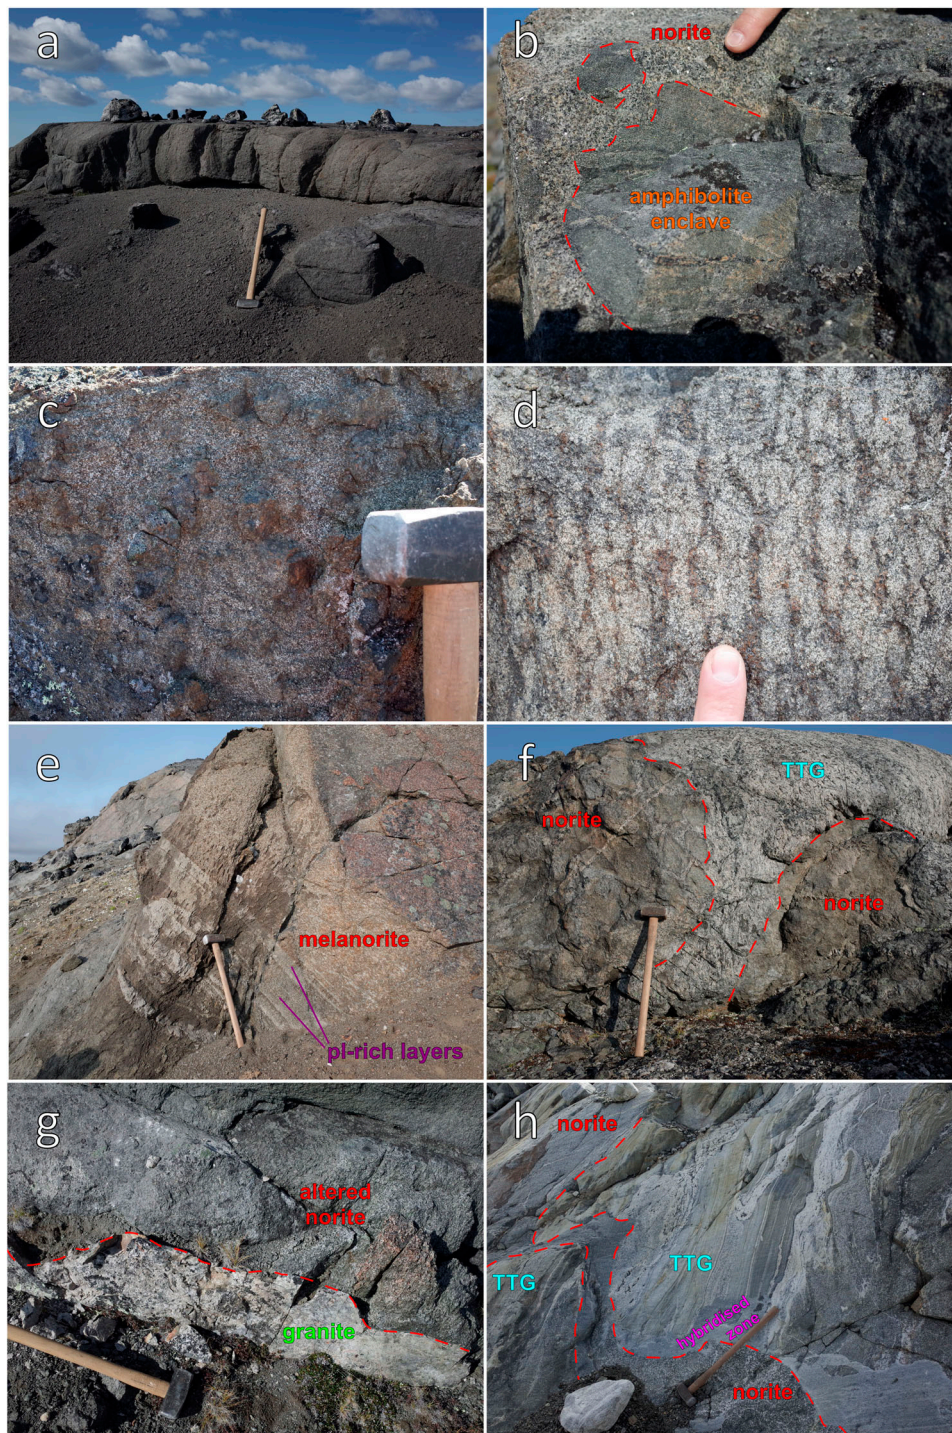 a
b
norite
amphibolite
enclave
c
d
e
melanorite
pl-rich layers
f
TTG
norite
norite
g
altered
norite
granite
h
norite
TTG
TTG
hybridised
zone
norite